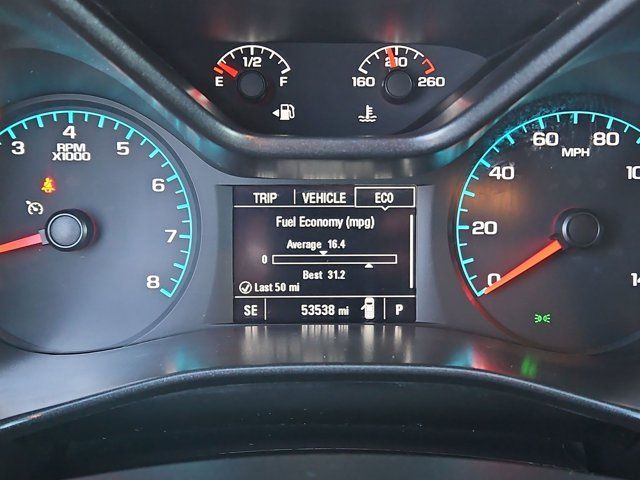 1/2
E F
210
160 260
3 4 5 6 7 8
RPM
X1000
TRIP VEHICLE ECO
Fuel Economy (mpg)
Average 16.4
0
Best 31.2
Last 50 mi
SE 53538 mi P
0 20 40 60 80
MPH